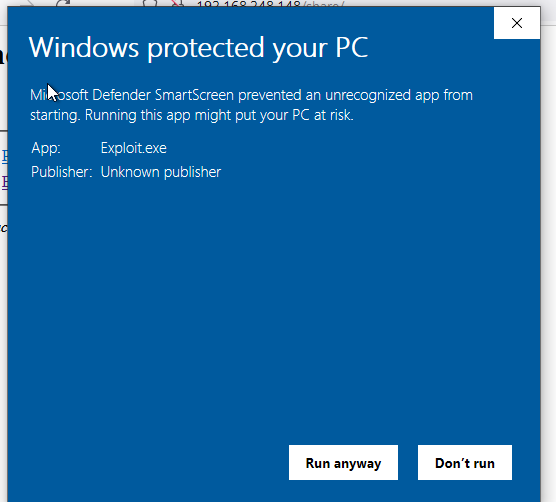 192.168.248.148/share/
Windows protected your PC
Microsoft Defender SmartScreen prevented an unrecognized app from
starting. Running this app might put your PC at risk.
App: Exploit.exe
Publisher: Unknown publisher
Run anyway
Don't run